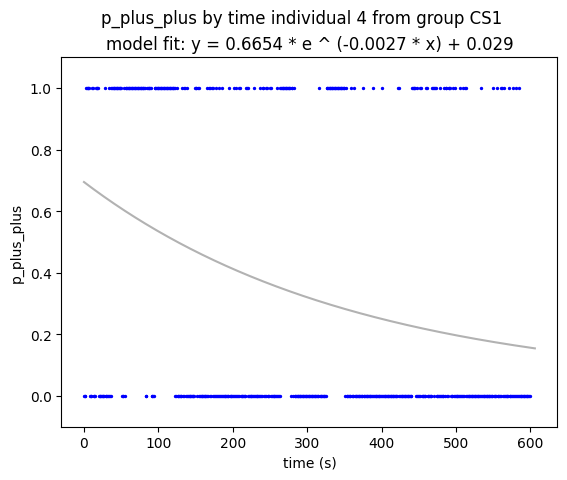 p_plus_plus by time individual 4 from group CS1
model fit: y = 0.6654 * e ^ (-0.0027 * x) + 0.029
1.0
0.8
0.6
0.4
0.2
0.0
p_plus_plus
0 100 200 300 400 500 600
time (s)